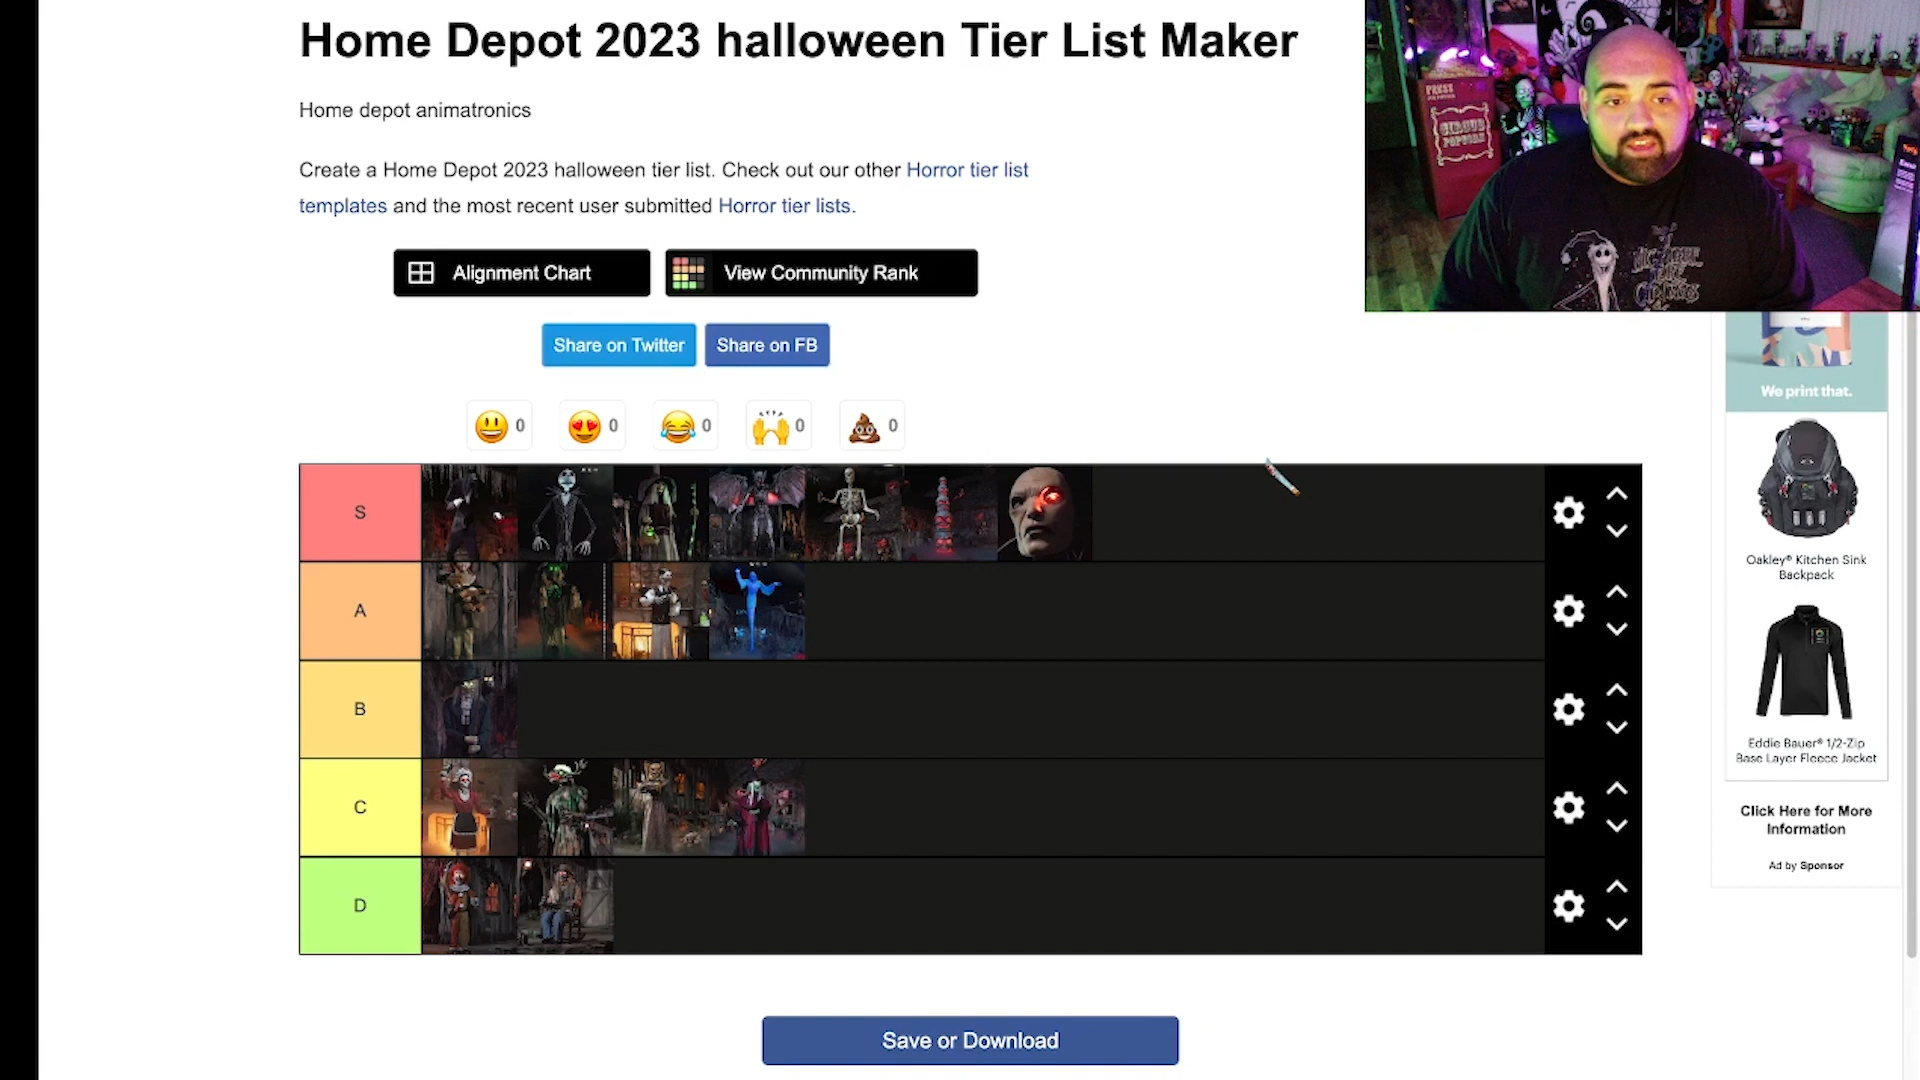 Home Depot 2023 halloween Tier List Maker
Home depot animatronics
Create a Home Depot 2023 halloween tier list. Check out our other Horror tier list
templates and the most recent user submitted Horror tier lists.
Alignment Chart
View Community Rank
Share on Twitter
Share on FB
0
0
0
0
0
S
A
B
C
D
Save or Download
PRESS
CIRCUS
POPCORN
We print that.
Oakley® Kitchen Sink
Backpack
Eddie Bauer® 1/2-Zip
Base Layer Fleece Jacket
Click Here for More
Information
Ad by Sponsor